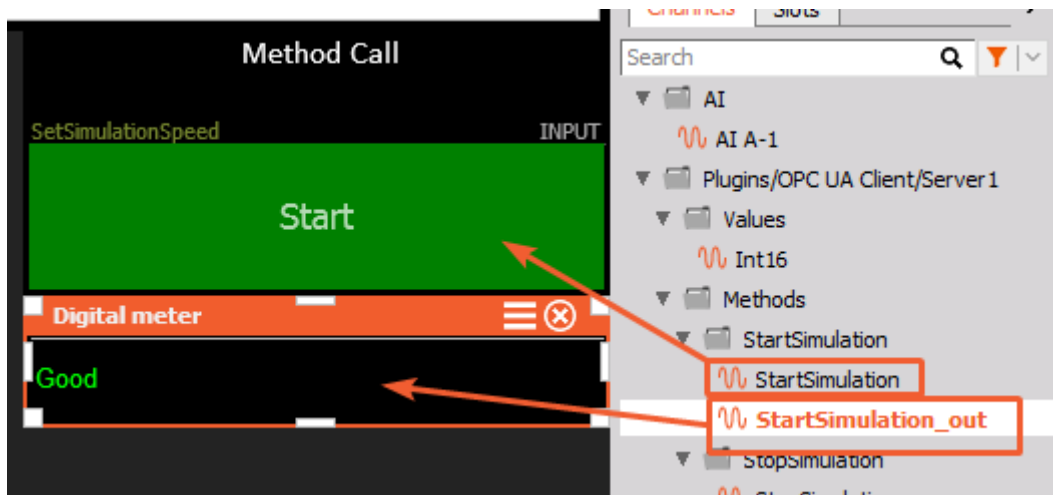 Channels Slots
Method Call
Search
AI
SetSimulationSpeed INPUT
AI A-1
Plugins/OPC UA Client/Server1
Start
Values
Int16
Digital meter
Methods
StartSimulation
Good
StartSimulation
StartSimulation_out
StopSimulation